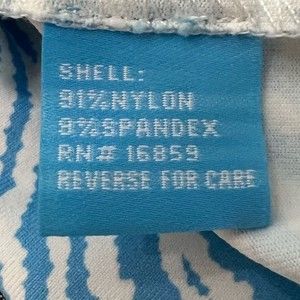 SHELL:
91%NYLON
9%SPANDEX
RN# 16859
REVERSE FOR CARE